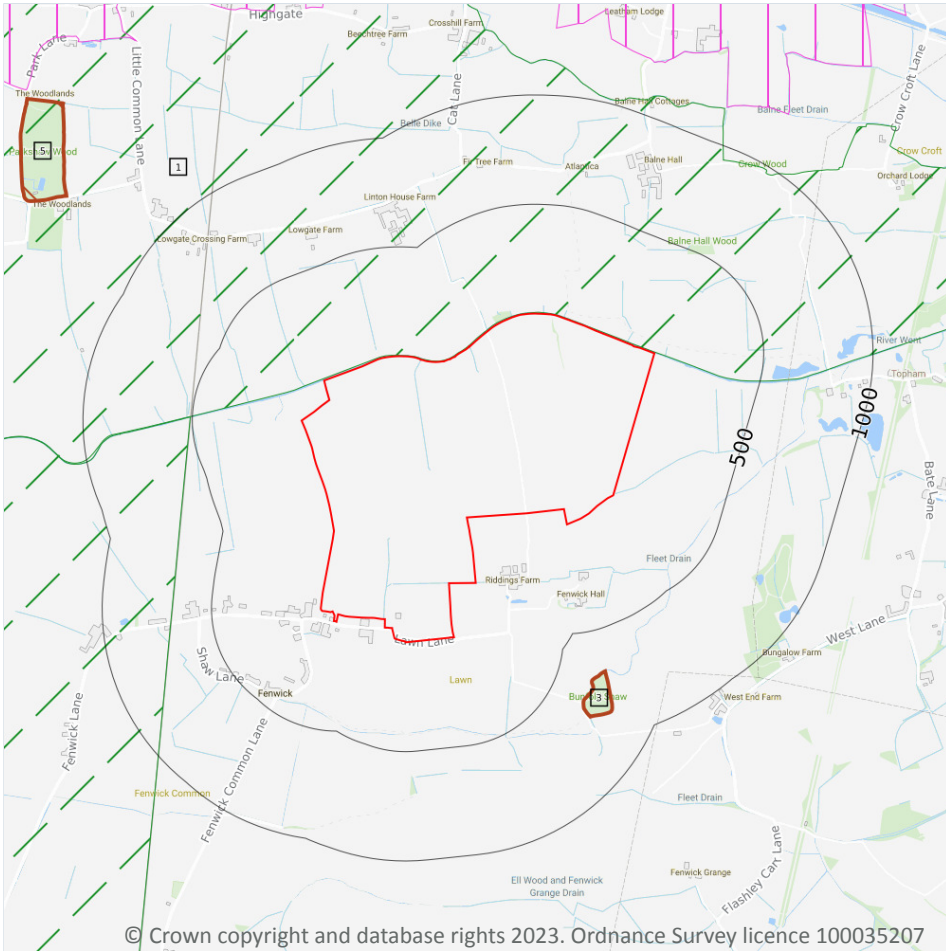 Highgate
Leatham Lodge
Crosshill Farm
Beechtree Farm
Park Lane
Little Common Lane
Cat Lane
Crow Croft Lane
The Woodlands
Balne Hall Cottages
Balne Fleet Drain
Belle Dike
5
1
Fir Tree Farm
Atlantica
Balne Hall
Crow Wood
Crow Croft
Orchard Lodge
The Woodlands
Linton House Farm
Lowgate Farm
Lowgate Crossing Farm
Balne Hall Wood
River Went
Topham
1000
500
Bate Lane
Fleet Drain
Riddings Farm
Fenwick Hall
Lawn Lane
West Lane
Bungalow Farm
Shaw Lane
Lawn
Fenwick
3
Shaw
West End Farm
Fenwick Lane
Fenwick Common Lane
Fenwick Common
Fleet Drain
Flashley Carr Lane
Fenwick Grange
Ell Wood and Fenwick
Grange Drain
© Crown copyright and database rights 2023. Ordnance Survey licence 100035207